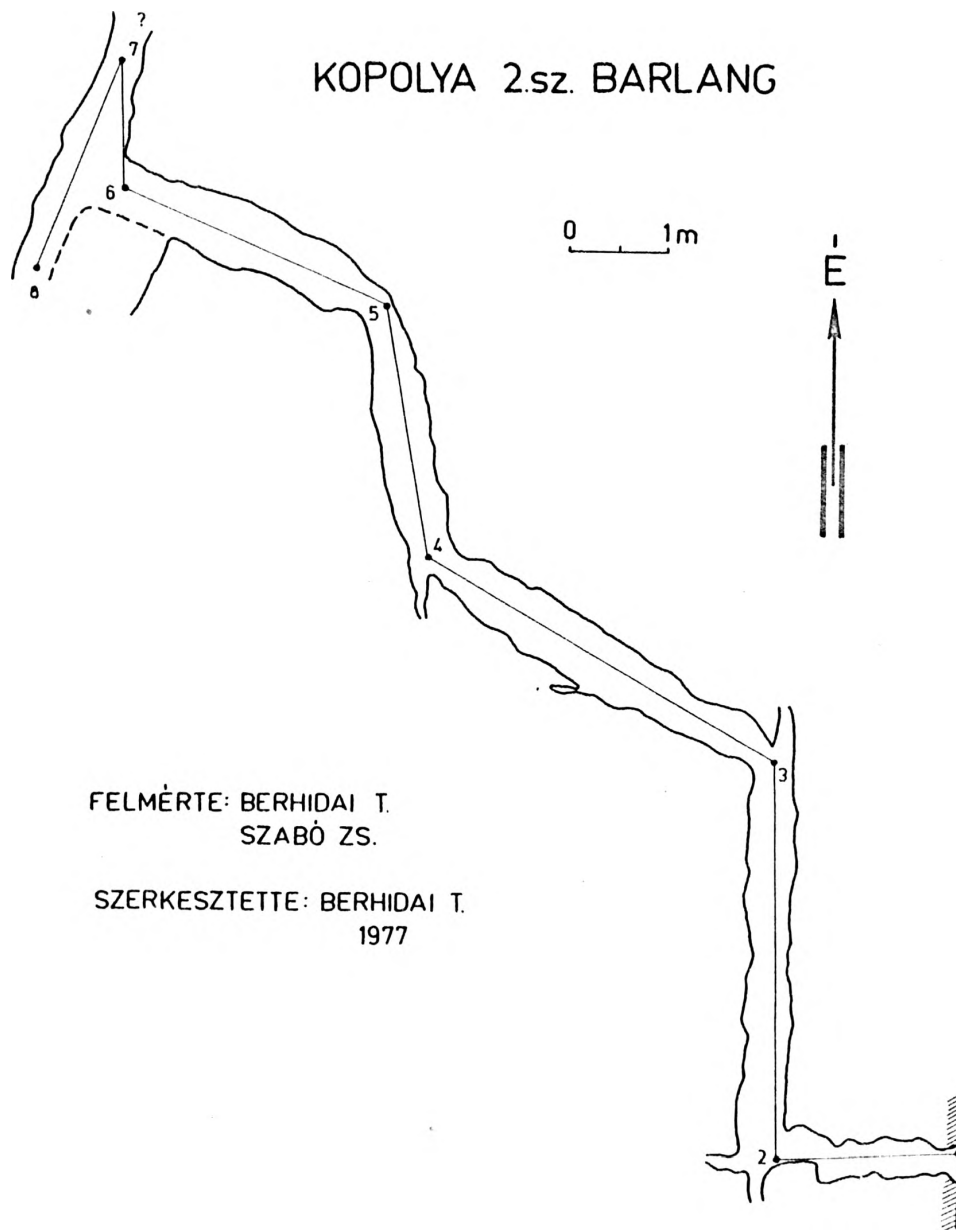 ?
7
KOPOLYA 2.sz. BARLANG
6
0 1m
É
8
5
4
3
FELMÉRTE: BERHIDAI T.
SZABÓ ZS.
SZERKESZTETTE: BERHIDAI T.
1977
2